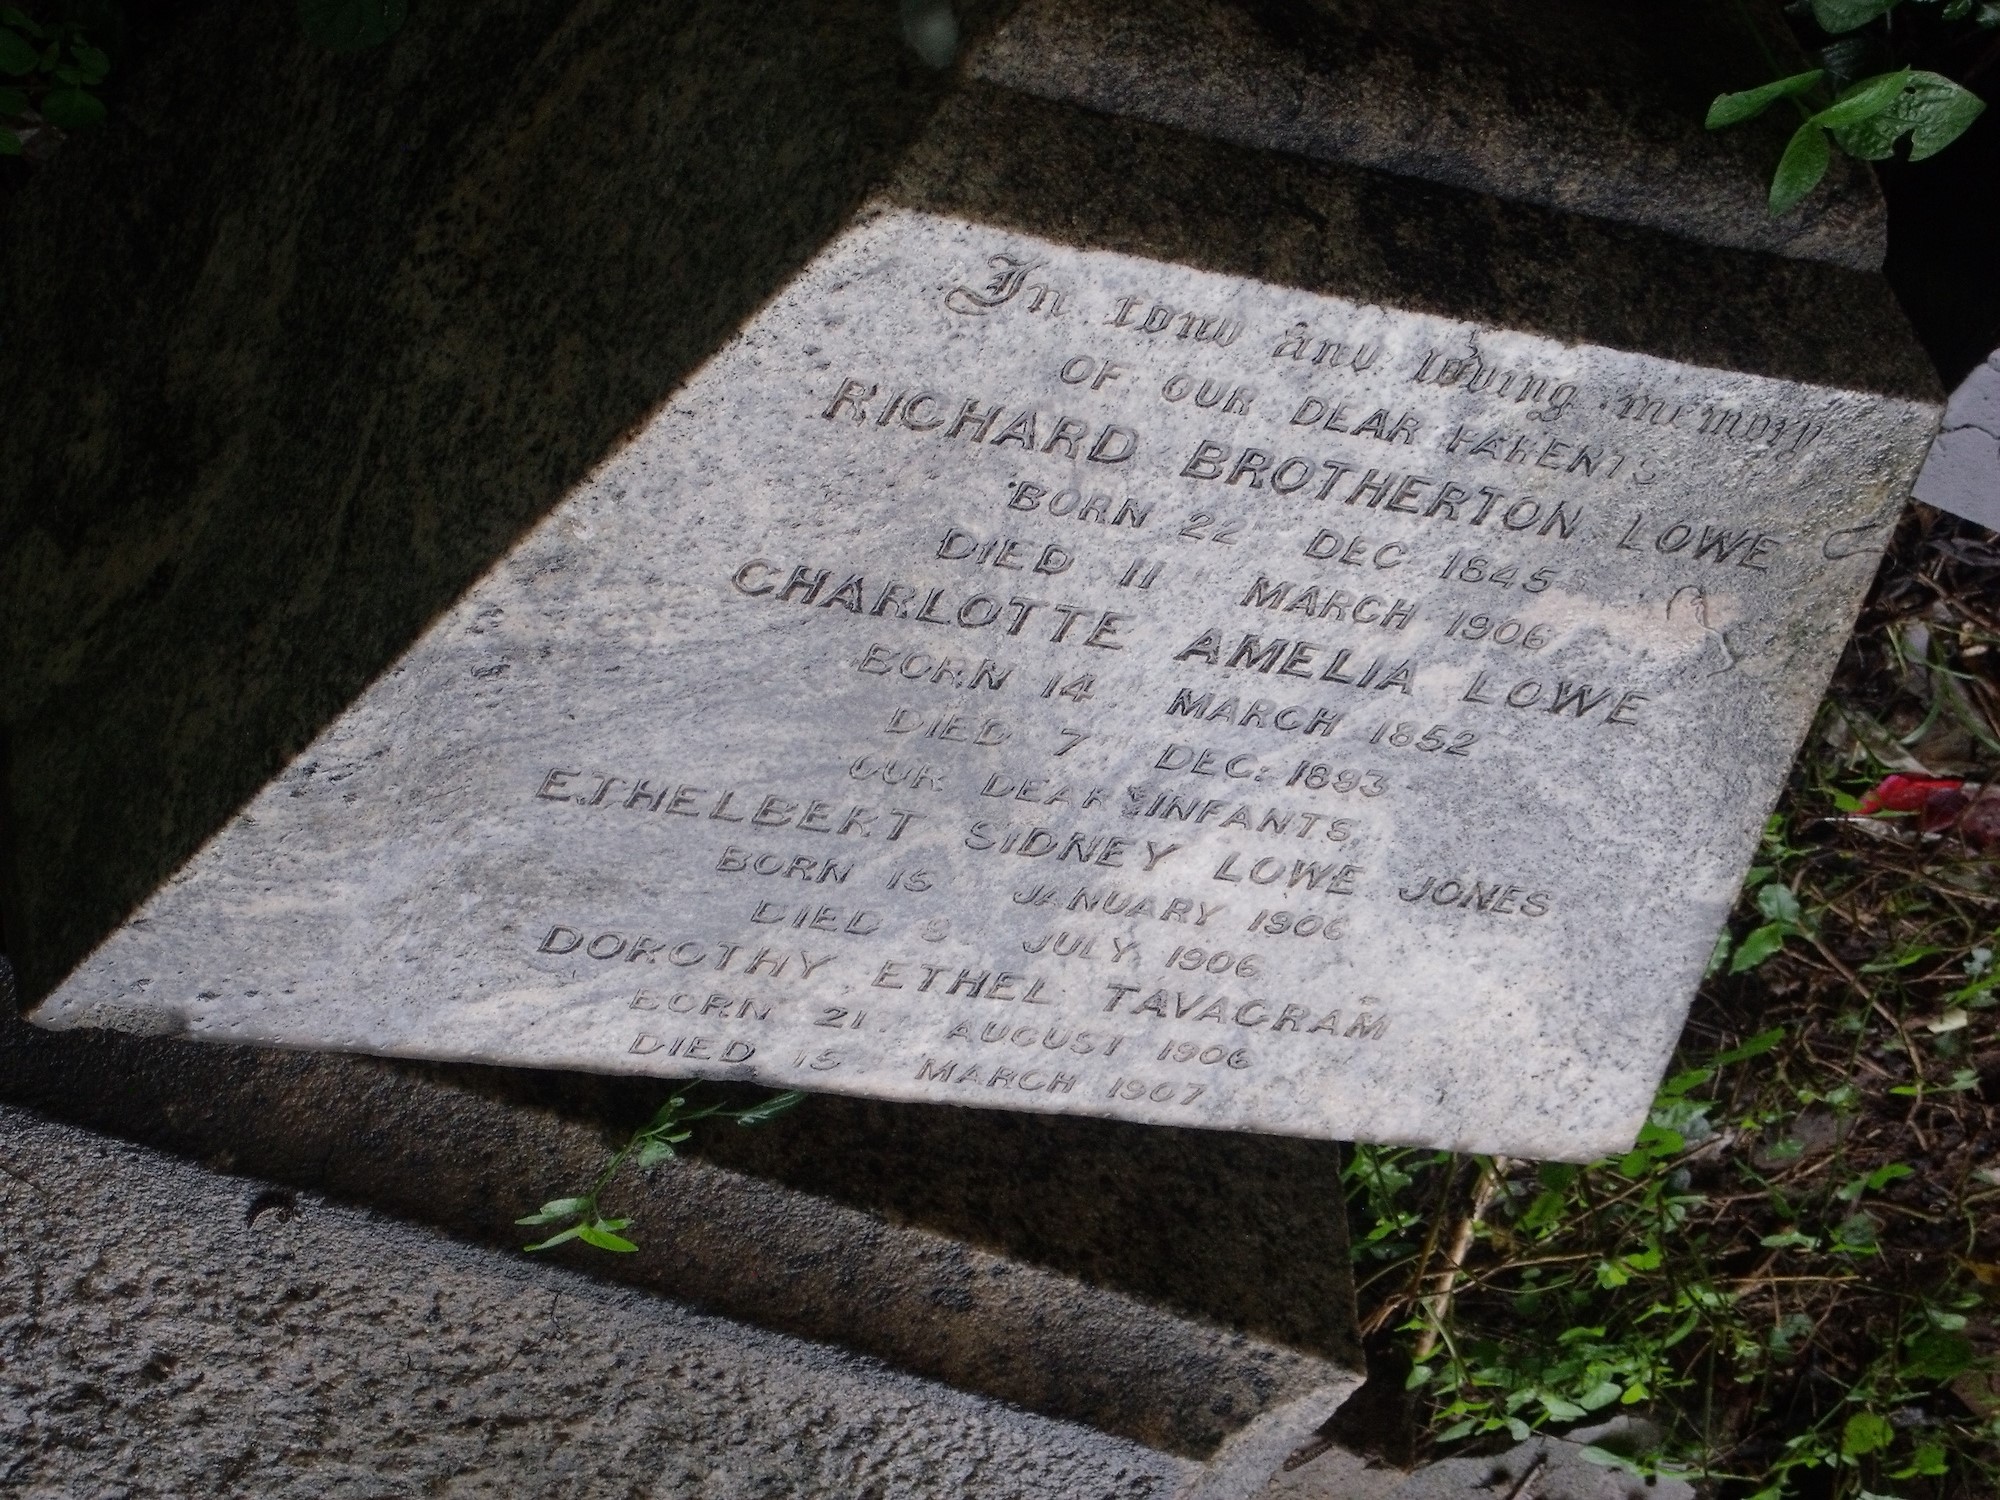 In fond and loving memory
OF OUR DEAR PARENTS
RICHARD BROTHERTON LOWE
BORN 22 DEC 1845
DIED 11 MARCH 1906
CHARLOTTE AMELIA LOWE
BORN 14 MARCH 1852
DIED 7 DEC: 1893
OUR DEAR INFANTS
ETHELBERT SIDNEY LOWE JONES
BORN 15 JANUARY 1906
DIED 8 JULY 1906
DOROTHY ETHEL TAVAGRAM
BORN 21 AUGUST 1906
DIED 15 MARCH 1907